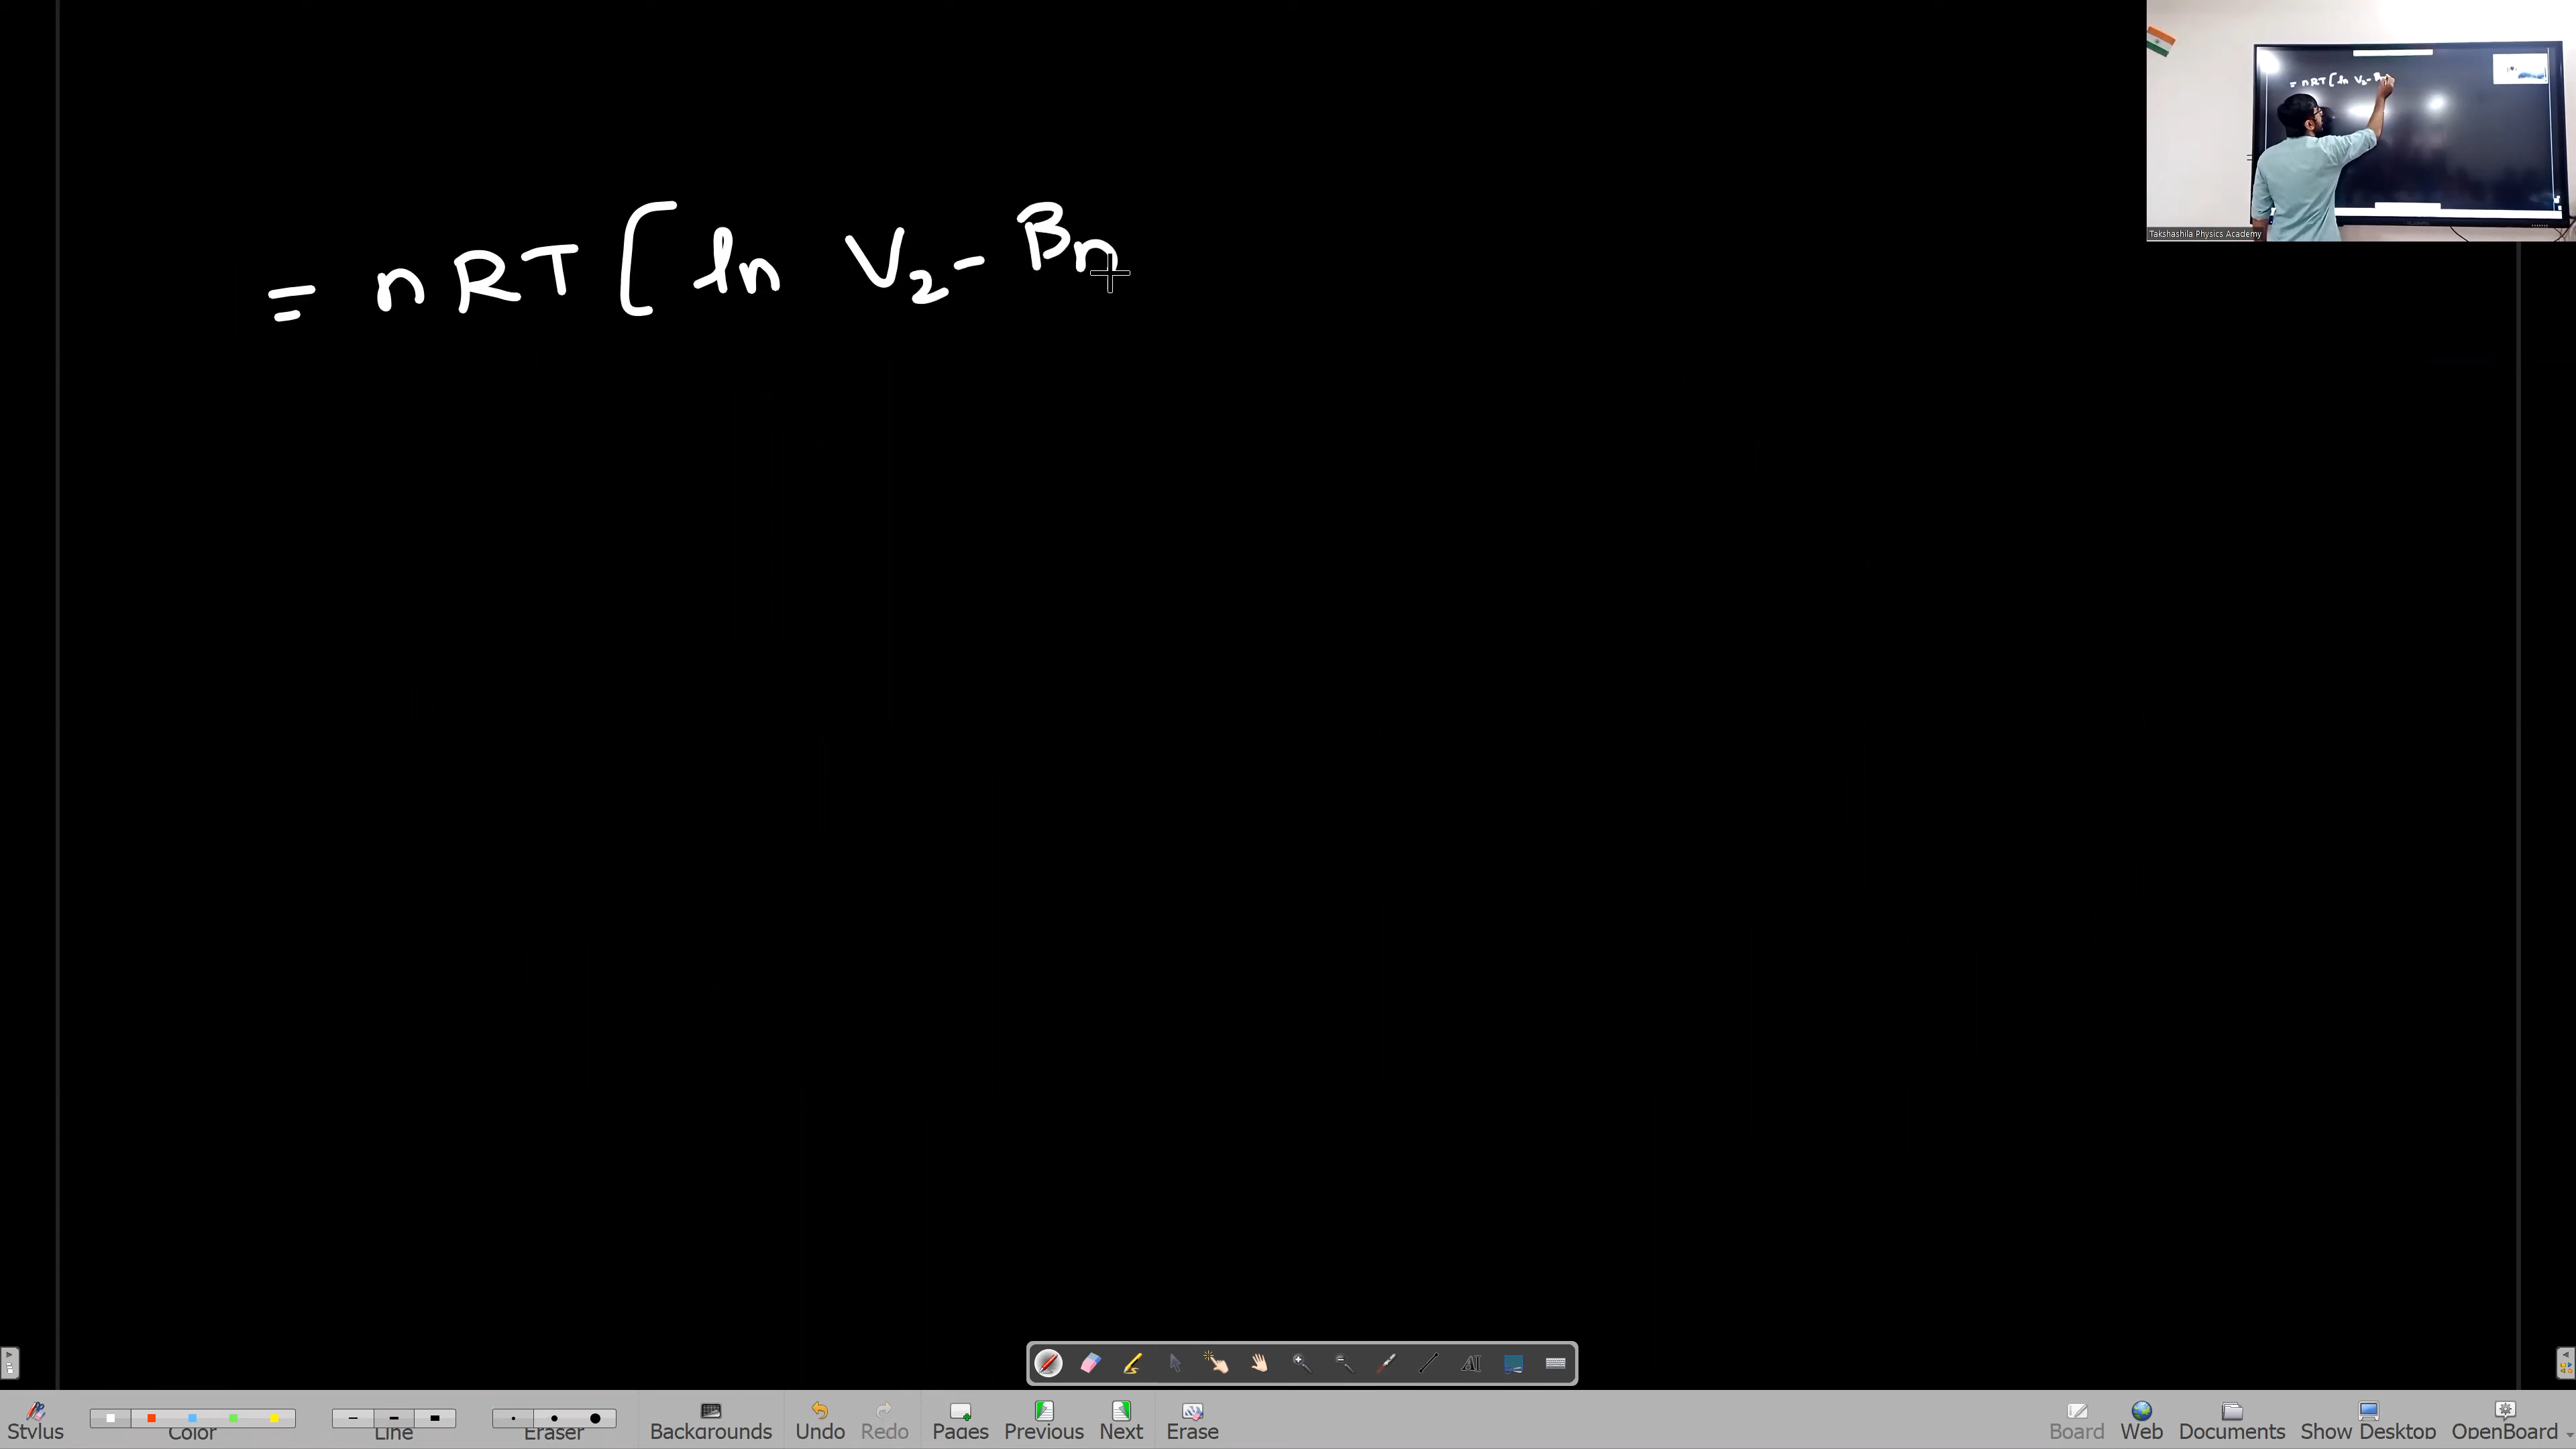 = nRT [ ln V₂ - Bn
Takshashila Physics Academy
Stylus
Color
Line
Eraser
Backgrounds
Undo
Redo
Pages
Previous
Next
Erase
Board
Web
Documents
Show Desktop
OpenBoard